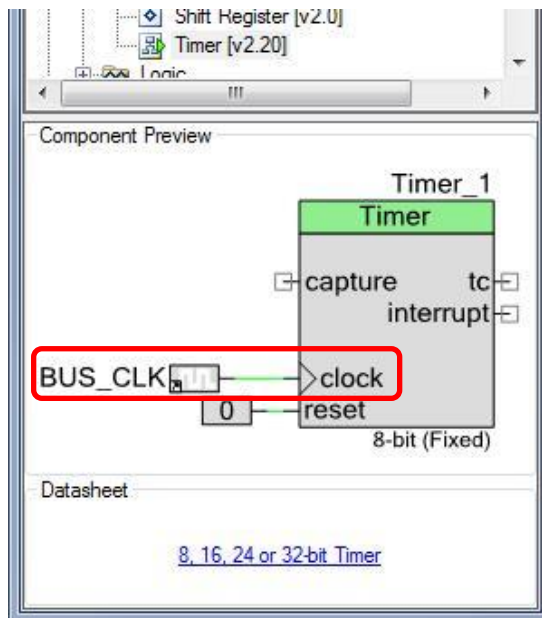 Shift Register [v2.0]
Timer [v2.20]
Logic
Component Preview
Timer_1
Timer
capture tc
interrupt
BUS_CLK clock
0 reset
8-bit (Fixed)
Datasheet
8, 16, 24 or 32-bit Timer